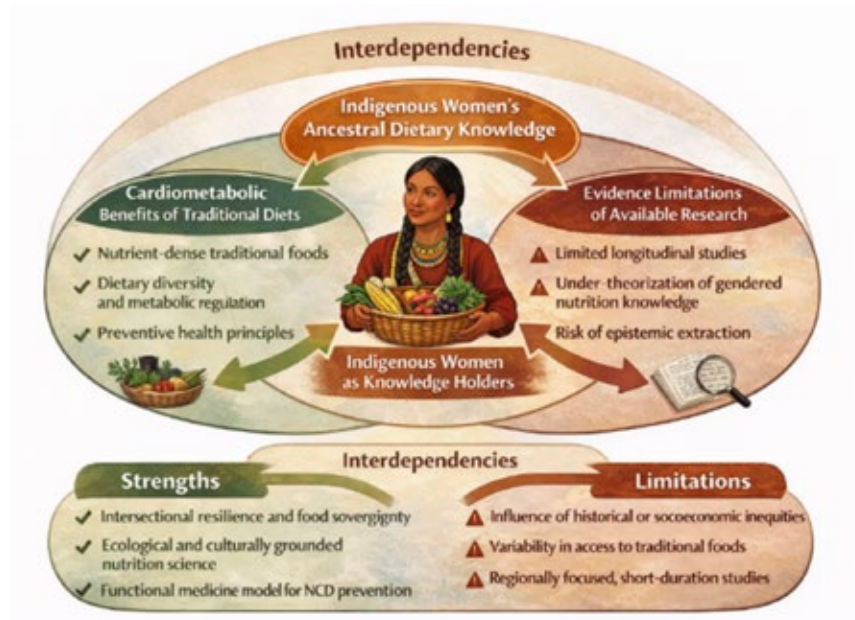 Interdependencies
Indigenous Women's
Ancestral Dietary Knowledge
Cardiometabolic
Benefits of Traditional Diets
Nutrient-dense traditional foods
Dietary diversity
and metabolic regulation
Preventive health principles
Evidence Limitations
of Available Research
Limited longitudinal studies
Under-theorization of gendered
nutrition knowledge
Risk of epistemic extraction
Indigenous Women
as Knowledge Holders
Interdependencies
Strengths
Intersectional resilience and food sovergignty
Ecological and culturally grounded
nutrition science
Functional medicine model for NCD prevention
Limitations
Influence of historical or socoeconomic inequities
Variability in access to traditional foods
Regionally focused, short-duration studies